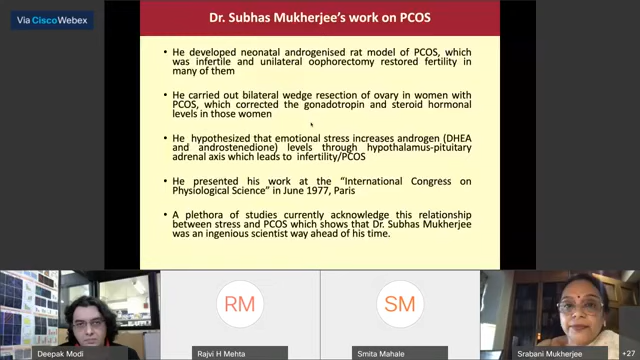 Via Cisco Webex
Dr. Subhas Mukherjee's work on PCOS
• He developed neonatal androgenised rat model of PCOS, which
was infertile and unilateral oophorectomy restored fertility in
many of them
• He carried out bilateral wedge resection of ovary in women with
PCOS, which corrected the gonadotropin and steroid hormonal
levels in those women
• He hypothesized that emotional stress increases androgen (DHEA
and androstenedione) levels through hypothalamus-pituitary
adrenal axis which leads to infertility/PCOS
• He presented his work at the “International Congress on
Physiological Science” in June 1977, Paris
• A plethora of studies currently acknowledge this relationship
between stress and PCOS which shows that Dr. Subhas Mukherjee
was an ingenious scientist way ahead of his time.
RM
SM
Deepak Modi
Rajvi H Mehta
Smita Mahale
Srabani Mukherjee
+27